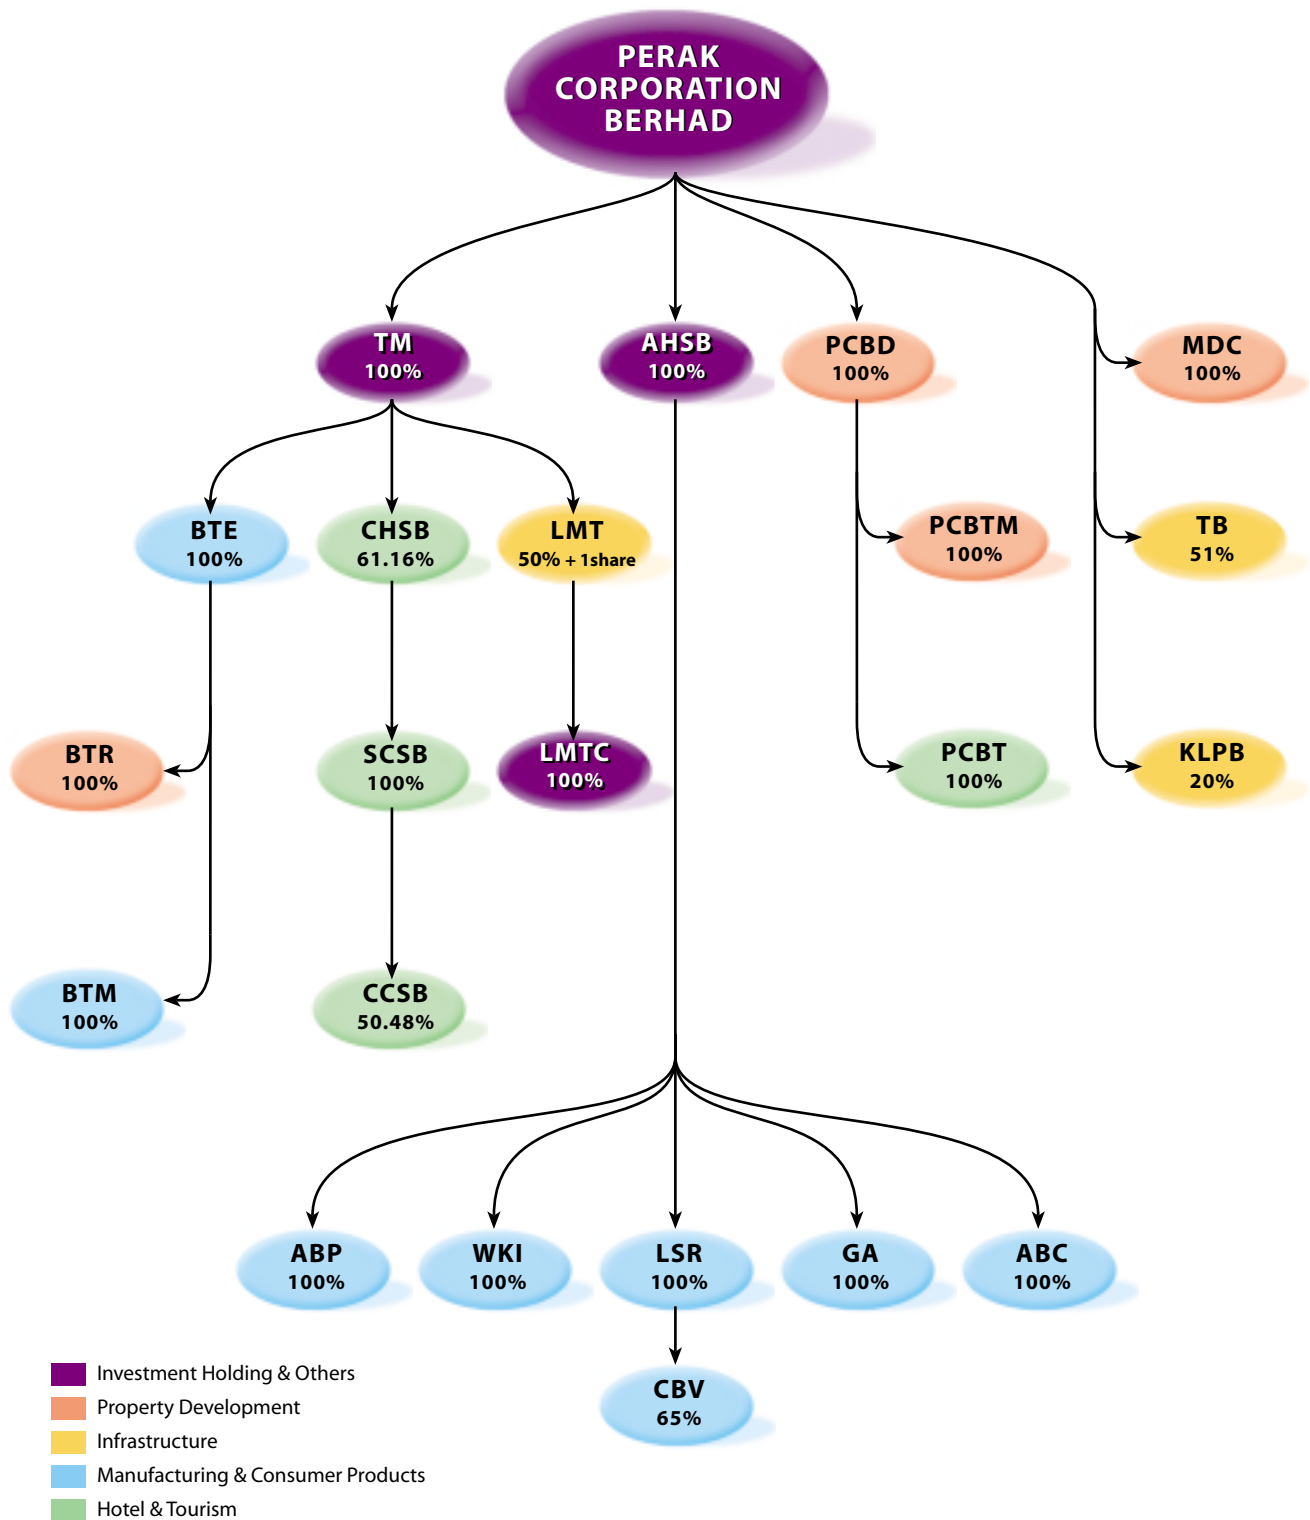 PERAK
CORPORATION
BERHAD
TM
100%
AHSB
100%
PCBD
100%
MDC
100%
BTE
100%
CHSB
61.16%
LMT
50% + 1share
PCBTM
100%
TB
51%
BTR
100%
SCSB
100%
LMTC
100%
PCBT
100%
KLPB
20%
BTM
100%
CCSB
50.48%
ABP
100%
WKI
100%
LSR
100%
GA
100%
ABC
100%
CBV
65%
Investment Holding & Others
Property Development
Infrastructure
Manufacturing & Consumer Products
Hotel & Tourism